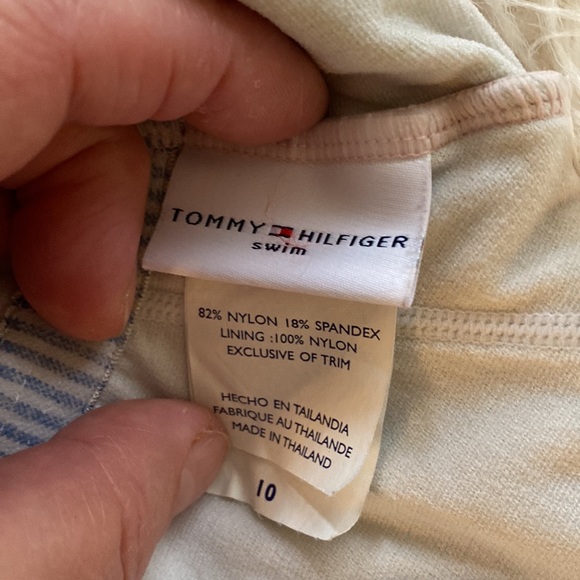 TOMMY HILFIGER
swim
82% NYLON 18% SPANDEX
LINING :100% NYLON
EXCLUSIVE OF TRIM
HECHO EN TAILANDIA
FABRIQUE AU THAILANDE
MADE IN THAILAND
10